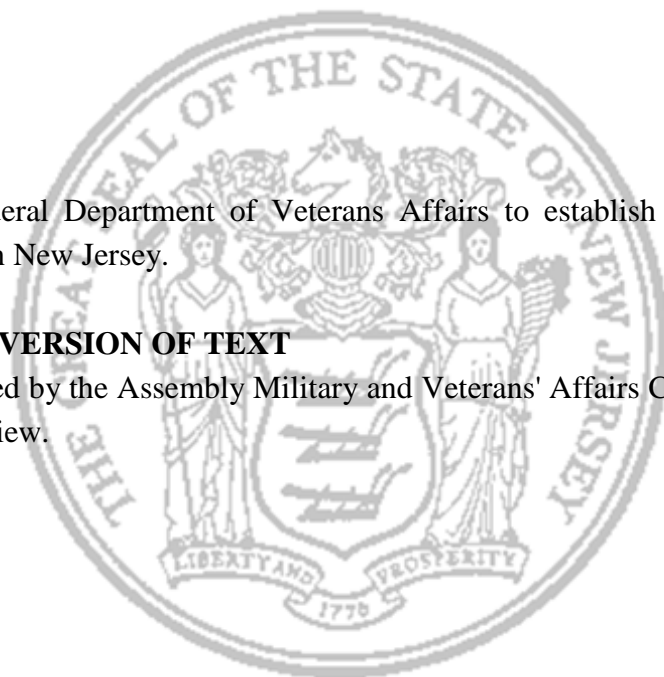 THE GREAT SEAL OF THE STATE OF NEW JERSEY
eral Department of Veterans Affairs to establish
n New Jersey.
VERSION OF TEXT
ed by the Assembly Military and Veterans' Affairs C
iew.
LIBERTY AND PROSPERITY
1776